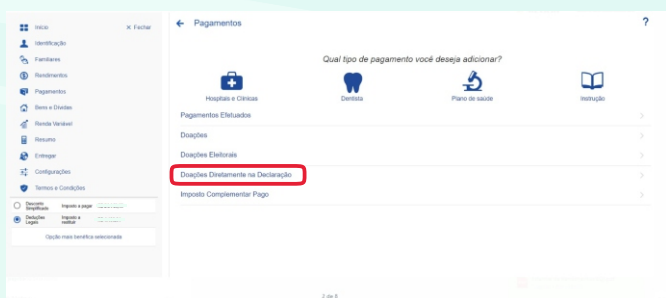 Início
× Fechar
Identificação
Familiares
Rendimentos
Pagamentos
Bens e Dívidas
Renda Variável
Resumo
Entregar
Configurações
Termos e Condições
Desconto Simplificado Imposto a pagar
Deduções Legais Imposto a restituir
Opção mais benéfica selecionada
← Pagamentos ?
Qual tipo de pagamento você deseja adicionar?
Hospitais e Clínicas
Dentista
Plano de saúde
Instrução
Pagamentos Efetuados
Doações
Doações Eleitorais
Doações Diretamente na Declaração
Imposto Complementar Pago
2 de 8